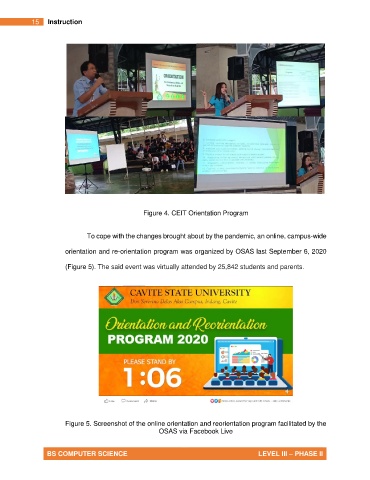 15 Instruction
ORIENTATION
Figure 4. CEIT Orientation Program
To cope with the changes brought about by the pandemic, an online, campus-wide
orientation and re-orientation program was organized by OSAS last September 6, 2020
(Figure 5). The said event was virtually attended by 25,842 students and parents.
CAVITE STATE UNIVERSITY
Don Severino Delas Alas Campus, Indang, Cavite
Orientation and Reorientation
PROGRAM 2020
PLEASE STAND BY
1:06
Like Comment Share
Figure 5. Screenshot of the online orientation and reorientation program facilitated by the
OSAS via Facebook Live
BS COMPUTER SCIENCE LEVEL III – PHASE II